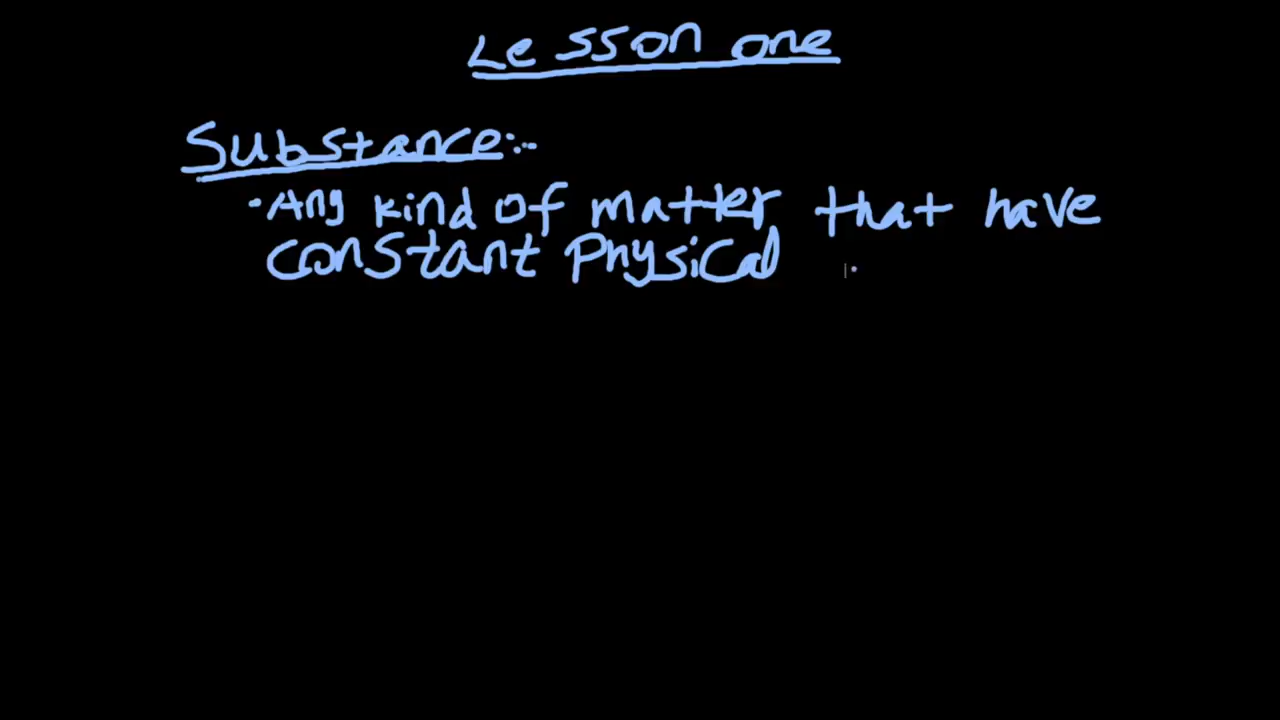 Lesson one
Substance:-
· Any kind of matter that have
constant physical